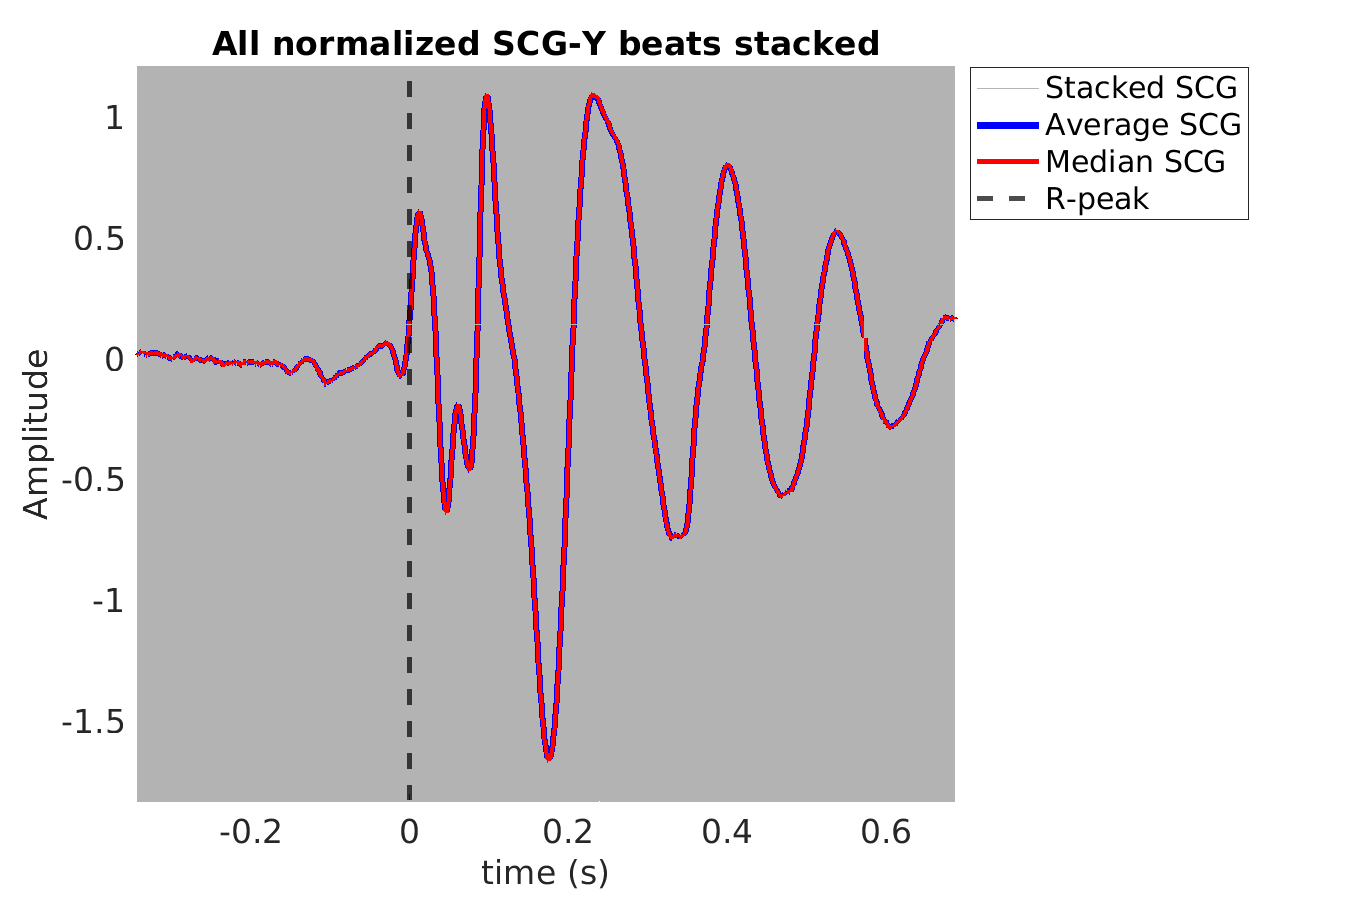 All normalized SCG-Y beats stacked
Stacked SCG
Average SCG
Median SCG
R-peak
Amplitude
1
0.5
0
-0.5
-1
-1.5
-0.2 0 0.2 0.4 0.6
time (s)